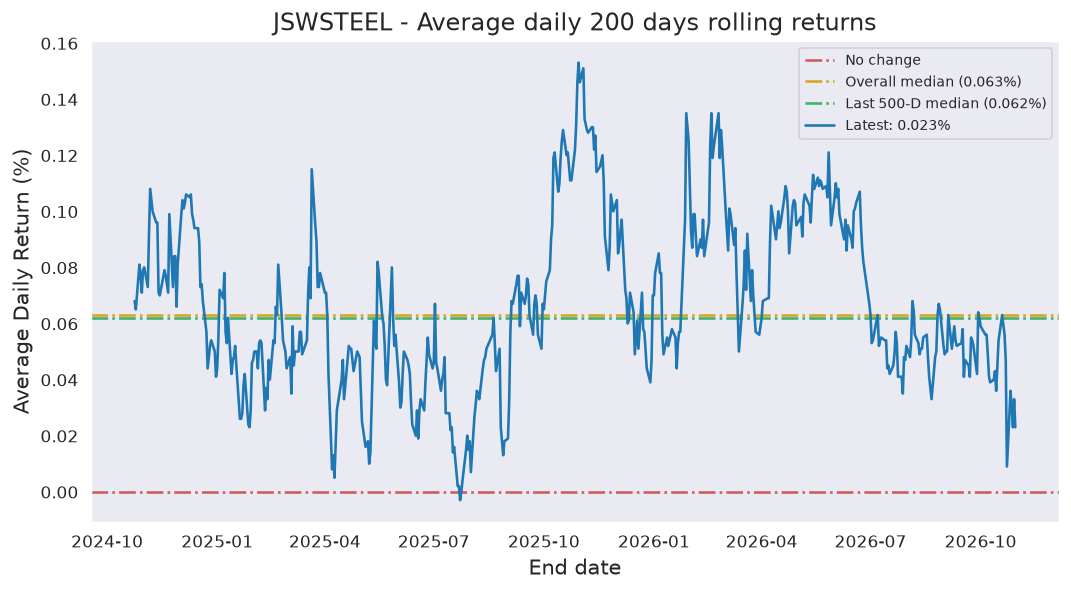 JSWSTEEL - Average daily 200 days rolling returns
Average Daily Return (%)
0.16
0.14
0.12
0.10
0.08
0.06
0.04
0.02
0.00
No change
Overall median (0.063%)
Last 500-D median (0.062%)
Latest: 0.023%
2024-10 2025-01 2025-04 2025-07 2025-10 2026-01 2026-04 2026-07 2026-10
End date